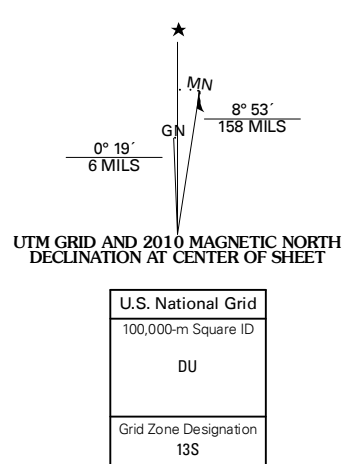 ★
MN
8° 53´
158 MILS
GN
0° 19´
6 MILS
UTM GRID AND 2010 MAGNETIC NORTH
DECLINATION AT CENTER OF SHEET
U.S. National Grid
100,000-m Square ID
DU
Grid Zone Designation
13S